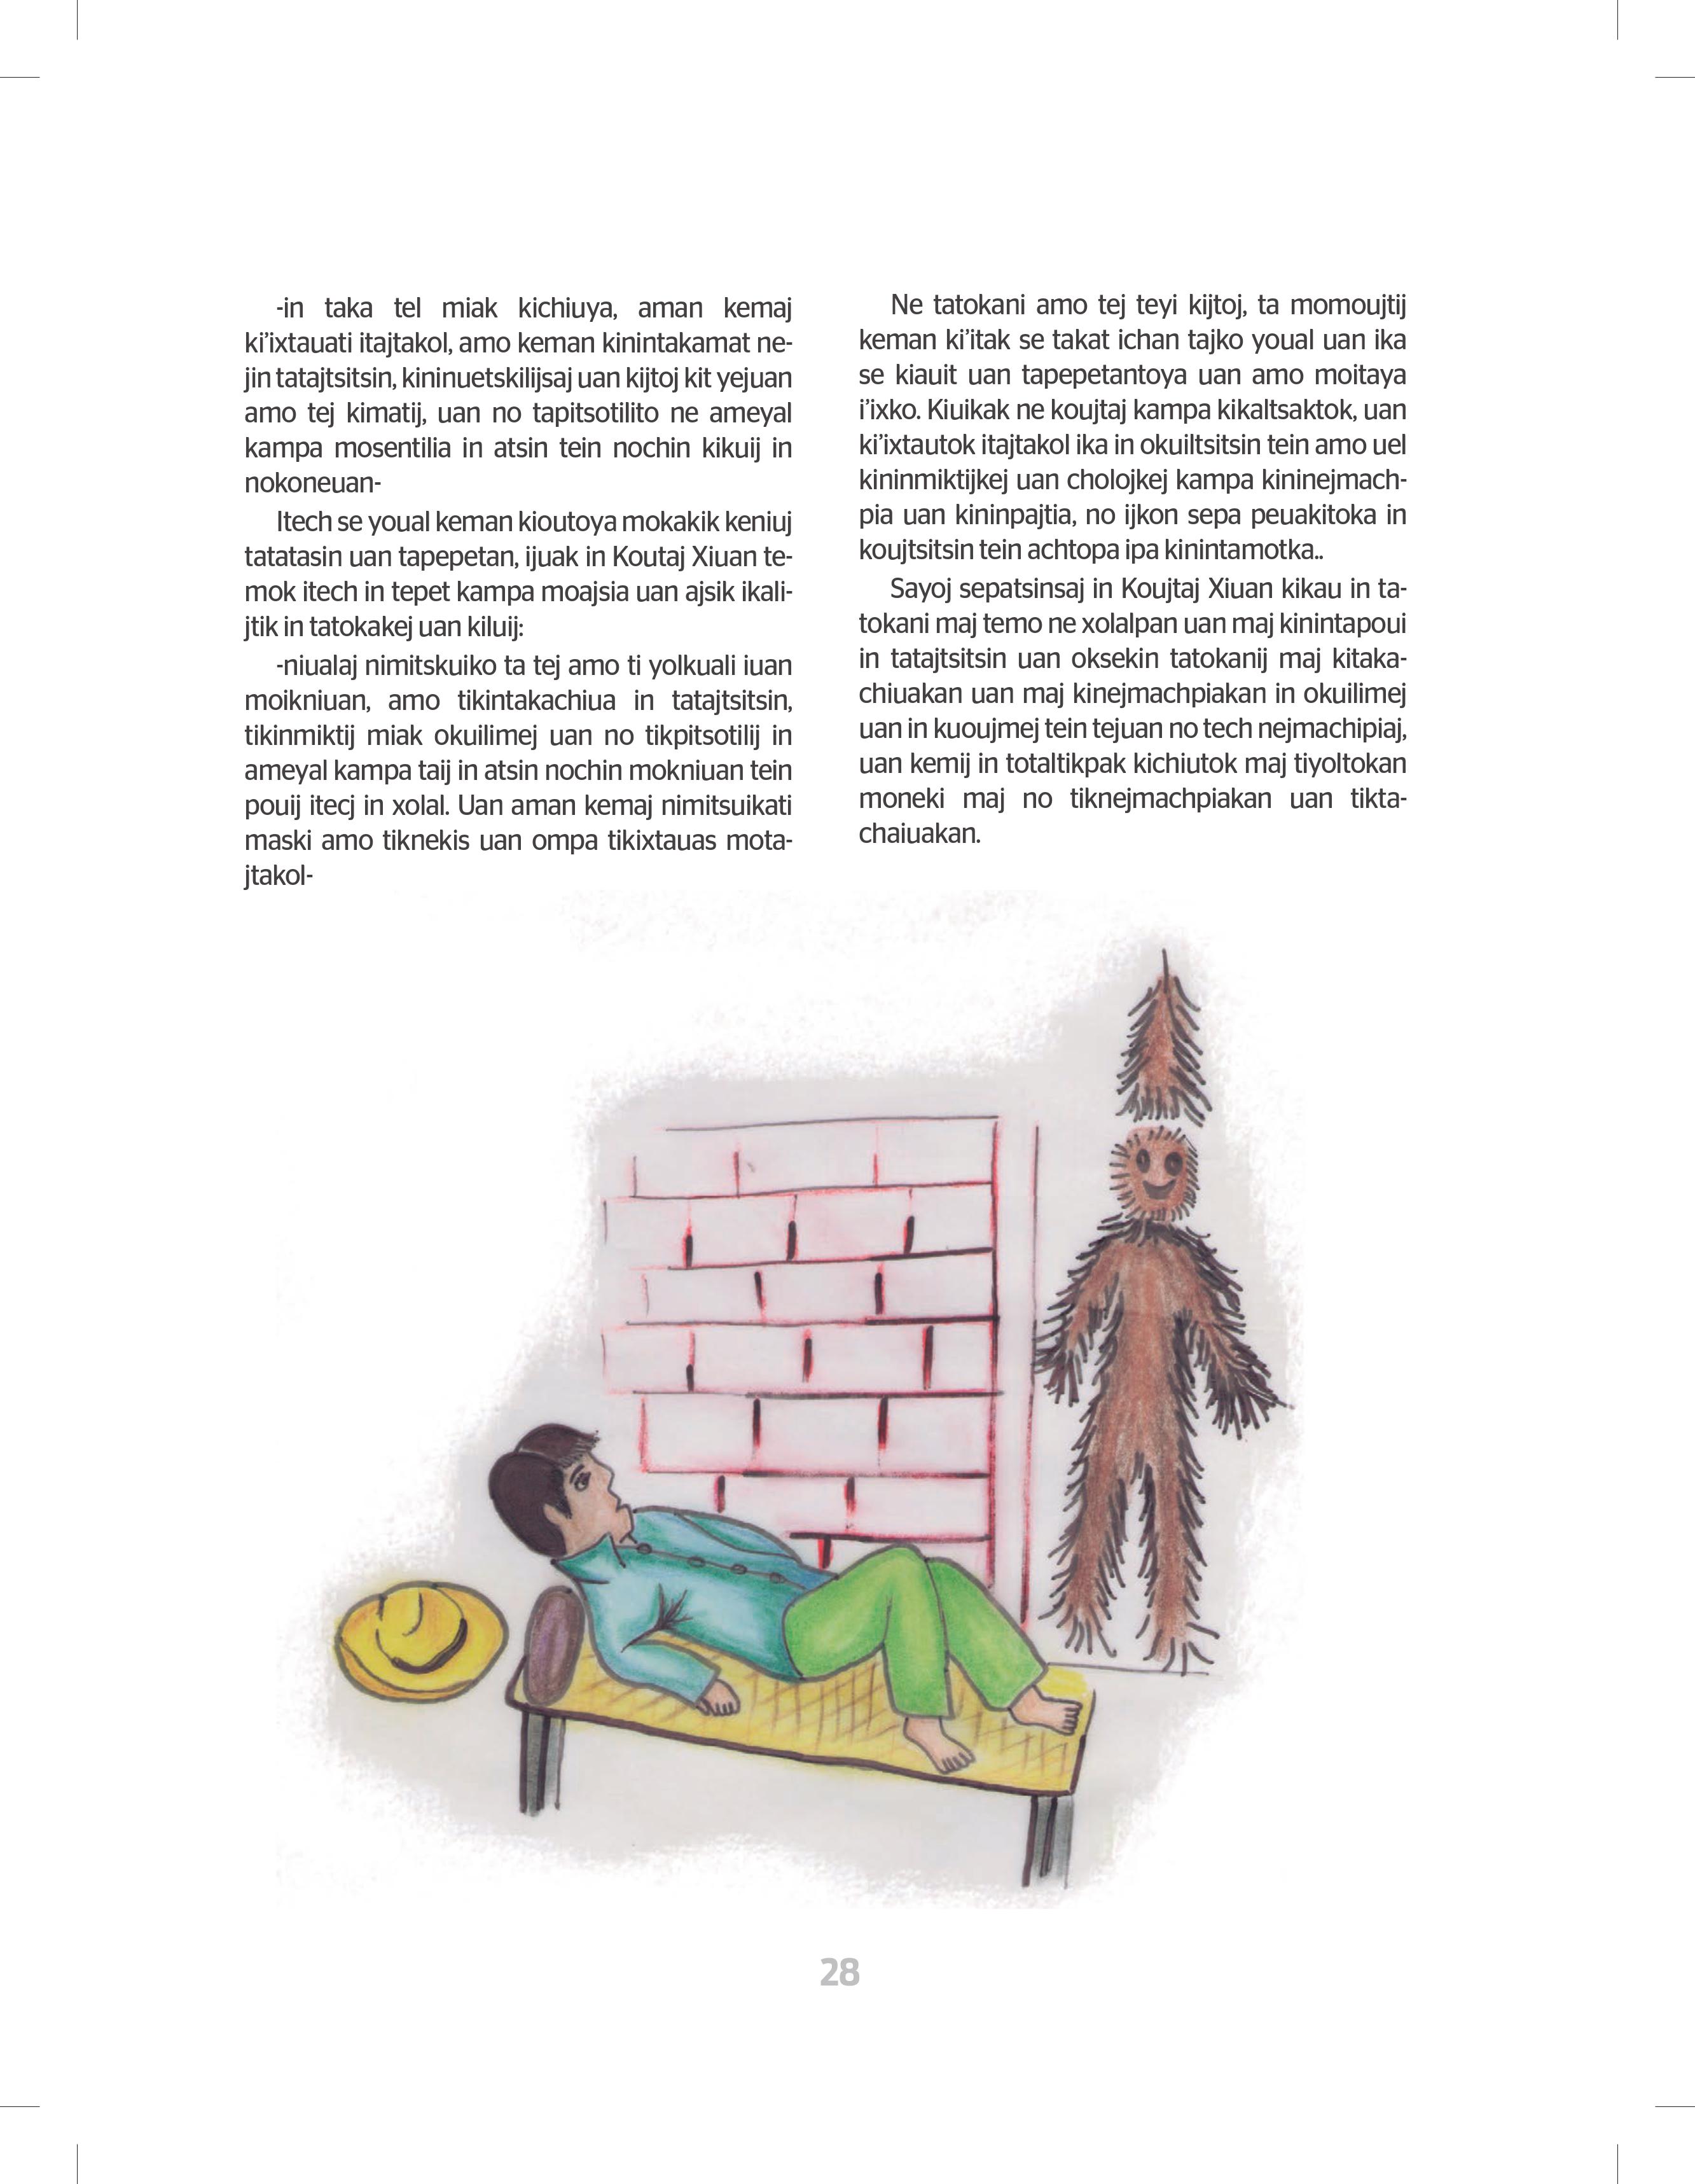 -in taka tel miak kichiuya, aman kemaj
ki’ixtauati itajtakol, amo keman kinintakamat ne-
jin tatajtsitsin, kininuetskilijsaj uan kijtoj kit yejuan
amo tej kimatij, uan no tapitsotilito ne ameyal
kampa mosentilia in atsin tein nochin kikuij in
nokoneuan-
Itech se youal keman kioutoya mokakik keniuj
tatatasin uan tapepetan, ijuak in Koutaj Xiuan te-
mok itech in tepet kampa moajsia uan ajsik ikali-
jtik in tatokakej uan kiluij:
-niualaj nimitskuiko ta tej amo ti yolkuali iuan
moikniuan, amo tikintakachiua in tatajtsitsin,
tikinmiktij miak okuilimej uan no tikpitsotilij in
ameyal kampa taij in atsin nochin mokniuan tein
pouij itecj in xolal. Uan aman kemaj nimitsuikati
maski amo tiknekis uan ompa tikixtauas mota-
jtakol-
Ne tatokani amo tej teyi kijtoj, ta momoujtij
keman ki’itak se takat ichan tajko youal uan ika
se kiauit uan tapepetantoya uan amo moitaya
i’ixko. Kiuikak ne koujtaj kampa kikaltsaktok, uan
ki’ixtautok itajtakol ika in okuiltsitsin tein amo uel
kininmiktijkej uan cholojkej kampa kininejmach-
pia uan kininpajtia, no ijkon sepa peuakitoka in
koujtsitsin tein achtopa ipa kinintamotka..
Sayoj sepatsinsaj in Koujtaj Xiuan kikau in ta-
tokani maj temo ne xolalpan uan maj kinintapoui
in tatajtsitsin uan oksekin tatokanij maj kitaka-
chiuakan uan maj kinejmachpiakan in okuilimej
uan in kuoujmej tein tejuan no tech nejmachipiaj,
uan kemij in totaltikpak kichiutok maj tiyoltokan
moneki maj no tiknejmachpiakan uan tikta-
chaiuakan.
28